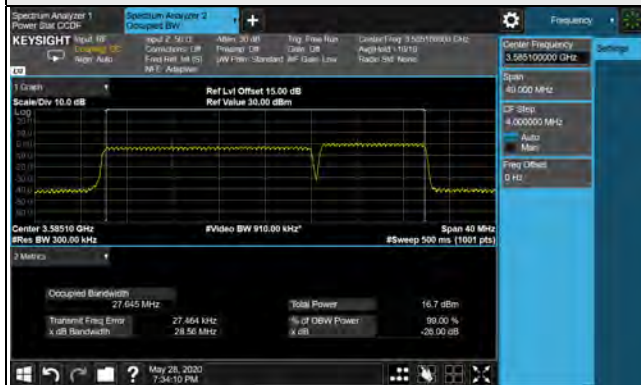 Spectrum Analyzer 1
Power Stat CCDF
Spectrum Analyzer 2
Occupied BW
+
Frequency
KEYSIGHT
Input: RF
Coupling: DC
Align: Auto
Input Z: 50 Ω
Corrections: Off
Freq Ref: Int (S)
NFE: Adaptive
Atten: 30 dB
Preamp: Off
Trig: Free Run
Gate: Off
#IF Gain: Low
Center Freq: 3.585100000 GHz
Avg|Hold: 10/10
Radio Std: None
Center Frequency
3.585100000 GHz
Settings
Span
40.000 MHz
CF Step
4.000000 MHz
Auto
Man
Freq Offset
0 Hz
1 Graph
Scale/Div 10.0 dB
Ref Lvl Offset 15.00 dB
Ref Value 30.00 dBm
Log
Center 3.58510 GHz
#Video BW 910.00 kHz*
Span 40 MHz
#Res BW 300.00 kHz
#Sweep 500 ms (1001 pts)
2 Metrics
Occupied Bandwidth
27.645 MHz
Total Power
16.7 dBm
Transmit Freq Error
27.464 kHz
% of OBW Power
99.00 %
x dB Bandwidth
28.56 MHz
x dB
-26.00 dB
?
May 28, 2020
7:34:10 PM